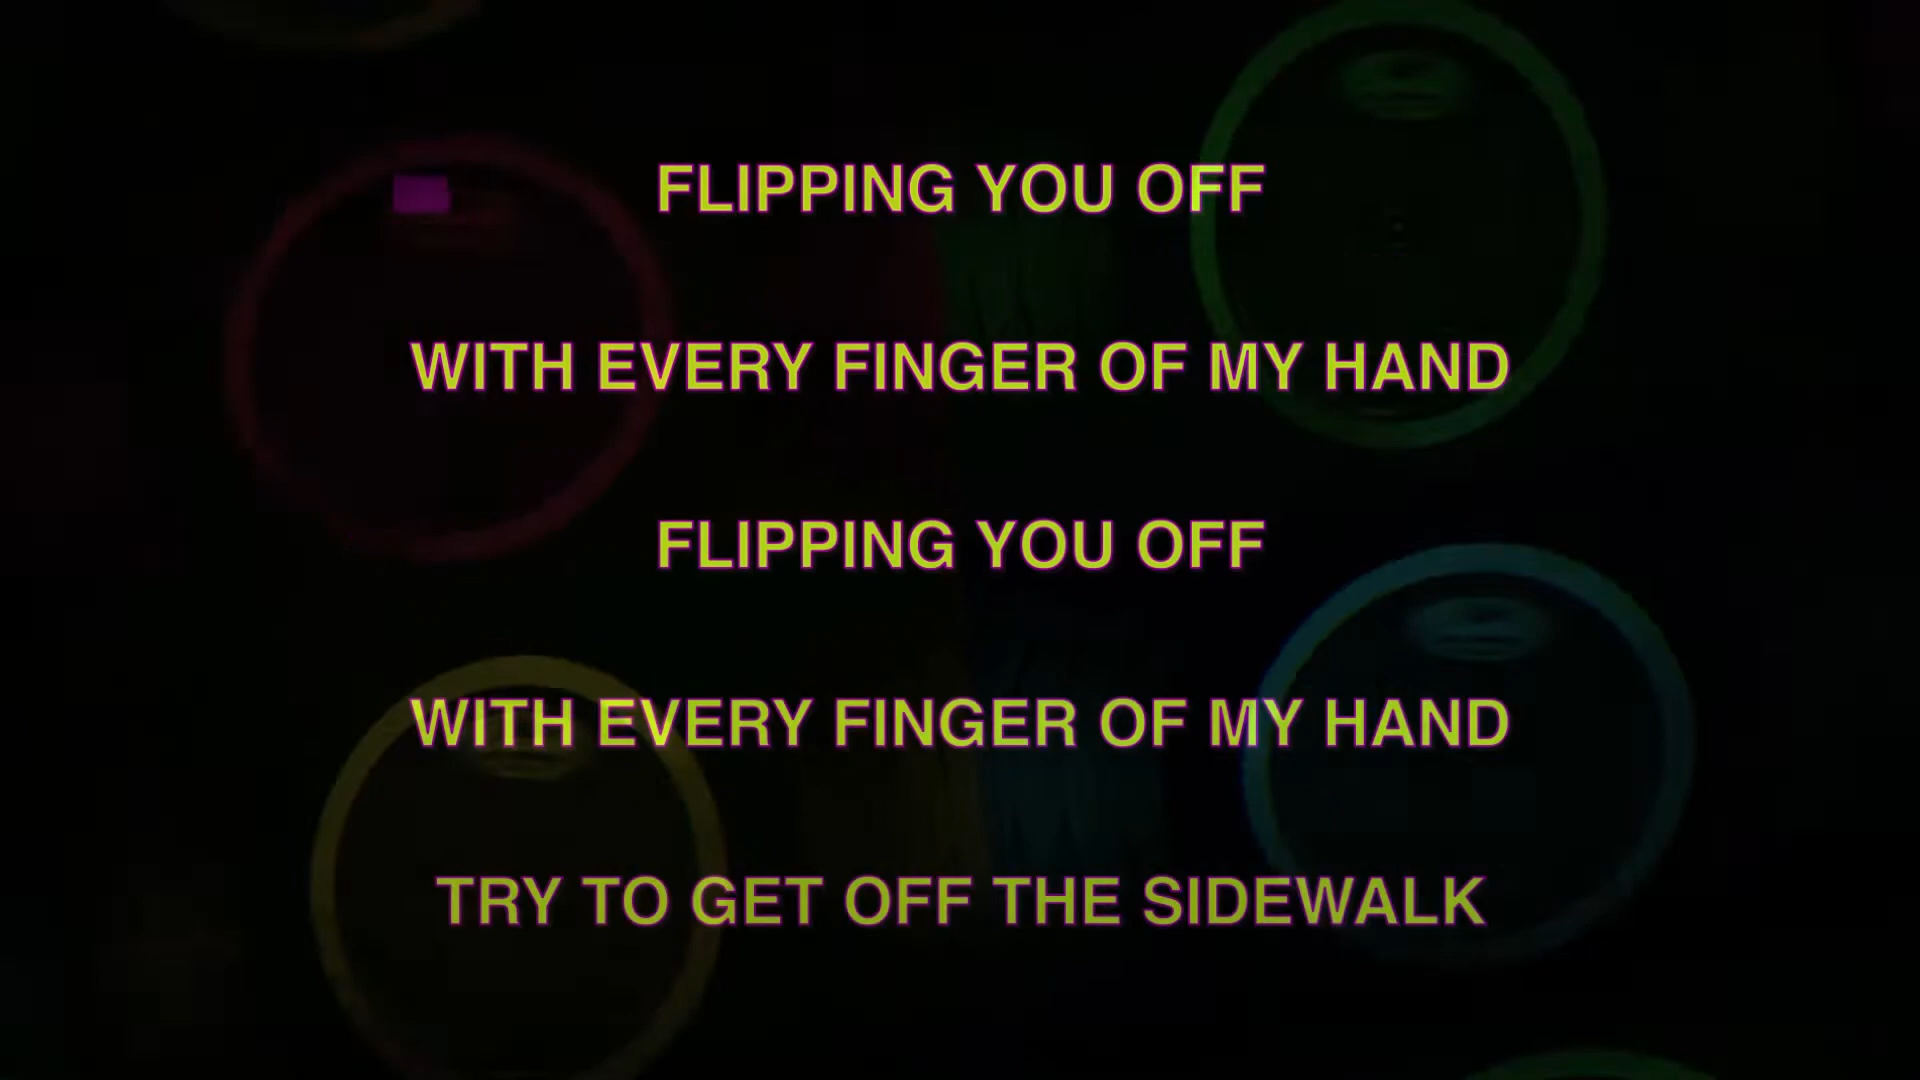 FLIPPING YOU OFF
WITH EVERY FINGER OF MY HAND
FLIPPING YOU OFF
WITH EVERY FINGER OF MY HAND
TRY TO GET OFF THE SIDEWALK